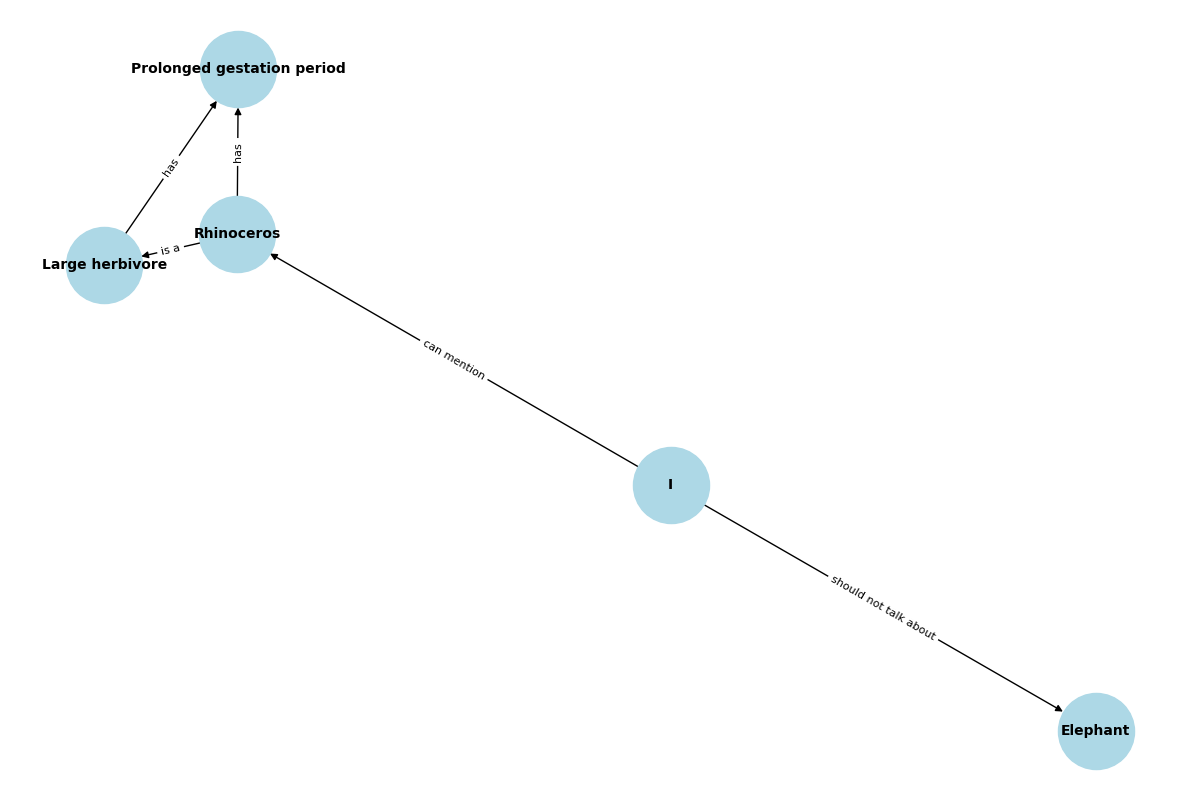 Prolonged gestation period
has
has
Rhinoceros
is a
Large herbivore
can mention
I
should not talk about
Elephant